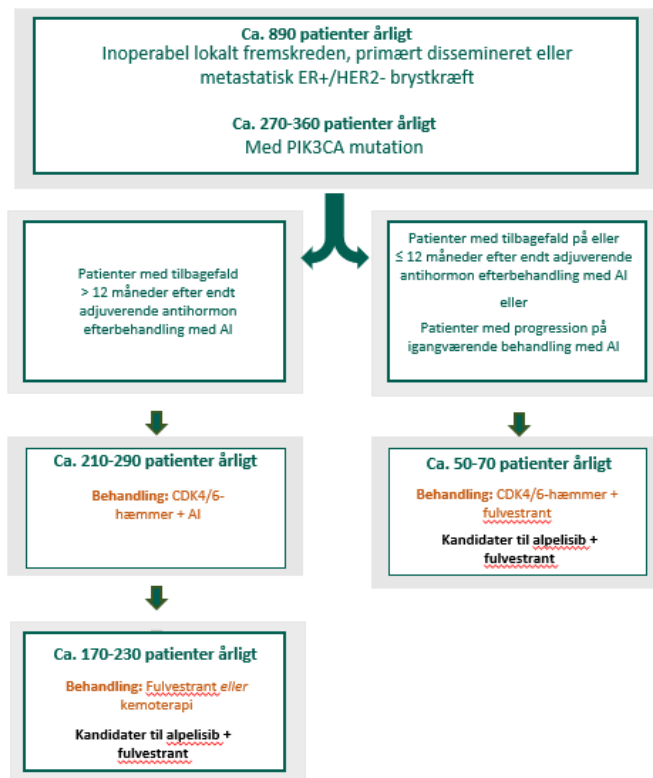 Ca. 890 patienter årligt
Inoperabel lokalt fremskreden, primært dissemineret eller
metastatisk ER+/HER2- brystkræft
Ca. 270-360 patienter årligt
Med PIK3CA mutation
Patienter med tilbagefald
> 12 måneder efter endt
adjuverende antihormon
efterbehandling med AI
Patienter med tilbagefald på eller
≤ 12 måneder efter endt adjuverende
antihormon efterbehandling med AI
eller
Patienter med progression på
igangværende behandling med AI
Ca. 210-290 patienter årligt
Behandling: CDK4/6-
hæmmer + AI
Ca. 50-70 patienter årligt
Behandling: CDK4/6-hæmmer +
fulvestrant
Kandidater til alpelisib +
fulvestrant
Ca. 170-230 patienter årligt
Behandling: Fulvestrant eller
kemoterapi
Kandidater til alpelisib +
fulvestrant